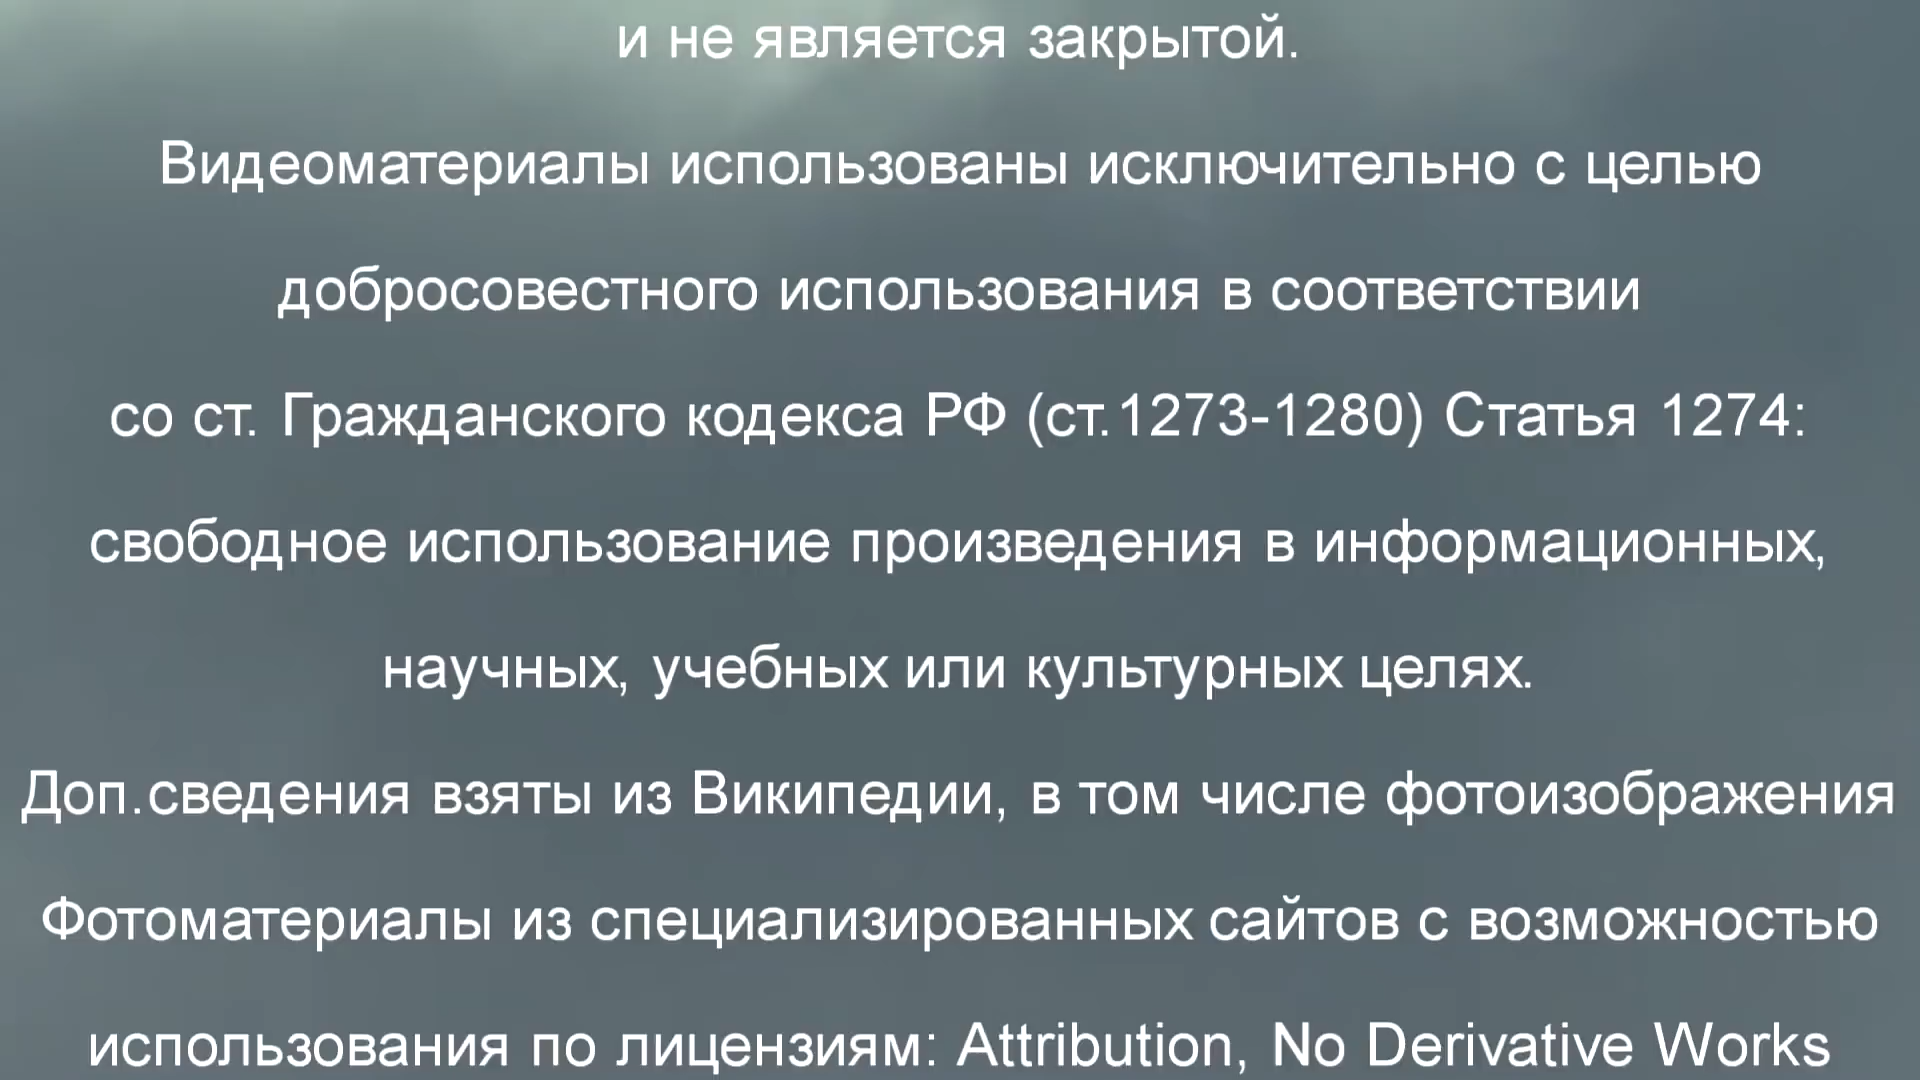 и не является закрытой.
Видеоматериалы использованы исключительно с целью
добросовестного использования в соответствии
со ст. Гражданского кодекса РФ (ст.1273-1280) Статья 1274:
свободное использование произведения в информационных,
научных, учебных или культурных целях.
Доп.сведения взяты из Википедии, в том числе фотоизображения
Фотоматериалы из специализированных сайтов с возможностью
использования по лицензиям: Attribution, No Derivative Works